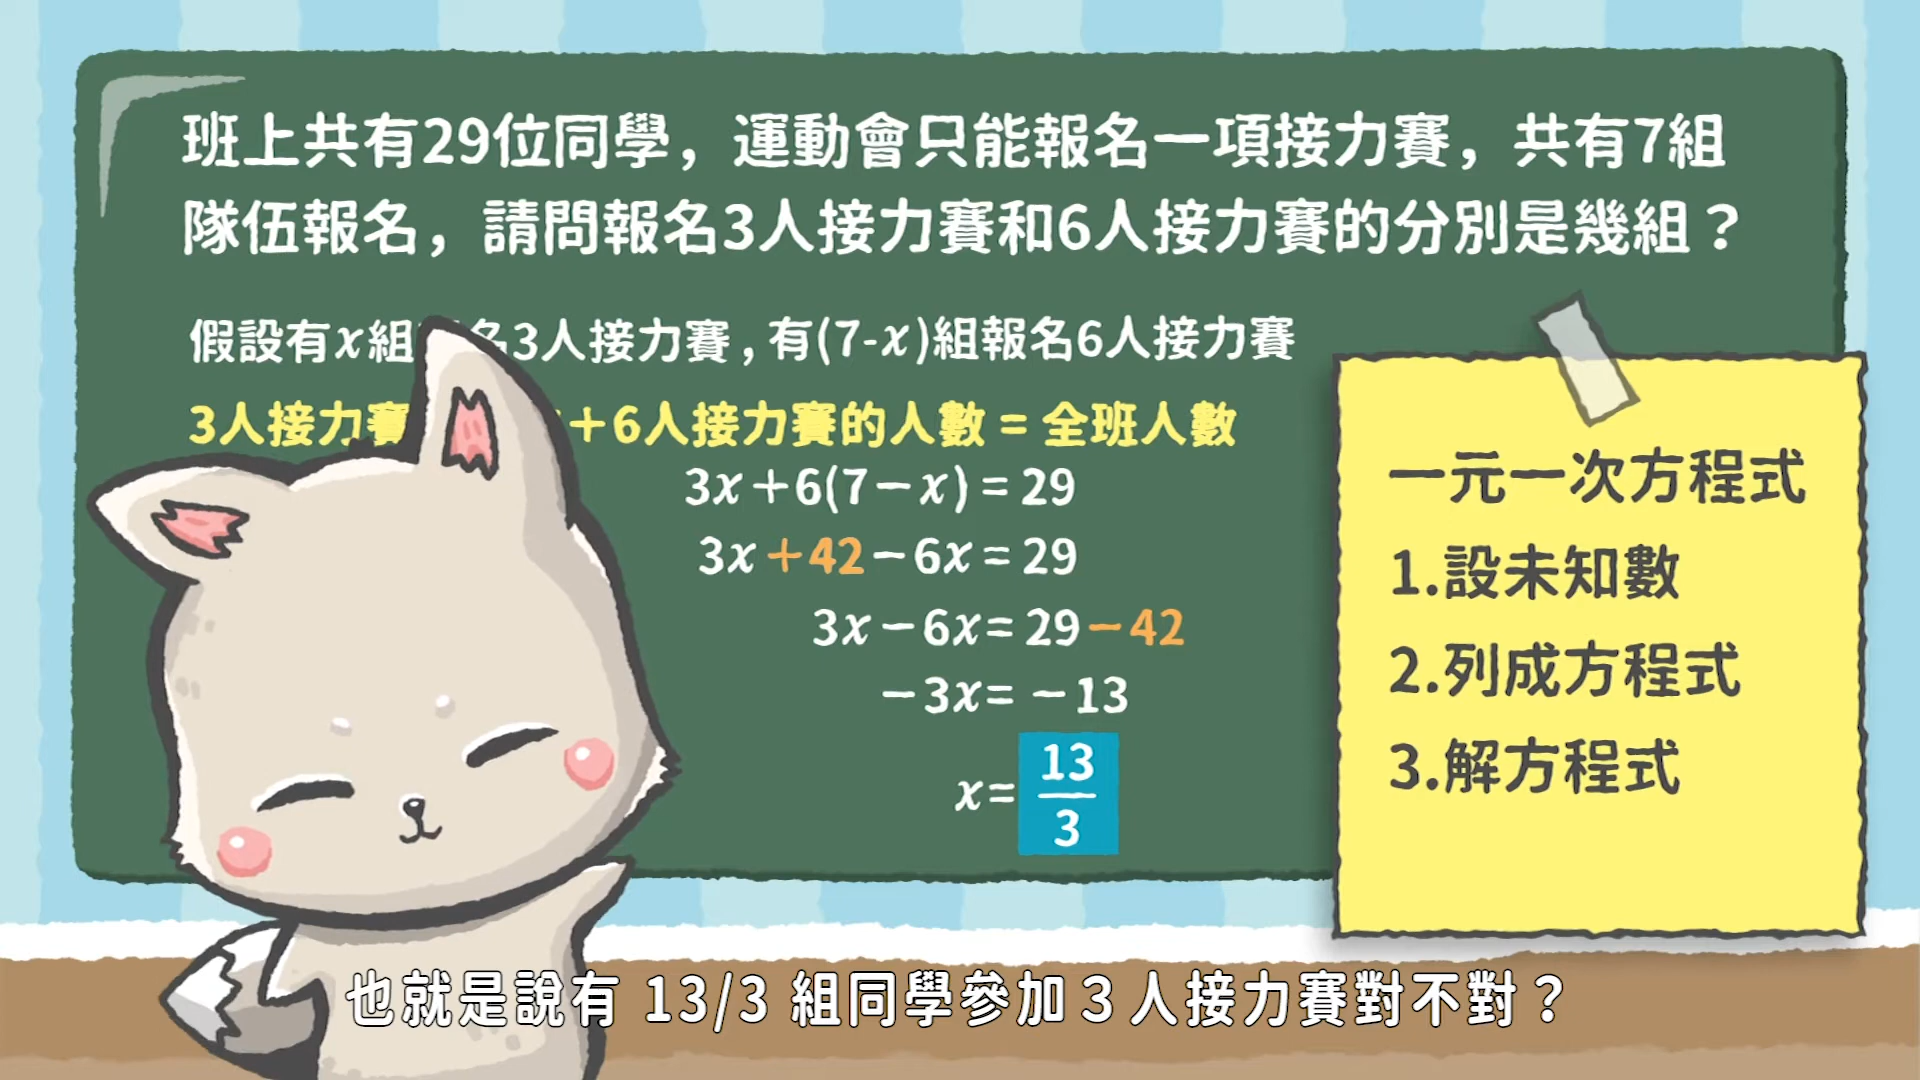 班上共有29位同學，運動會只能報名一項接力賽，共有7組
隊伍報名，請問報名3人接力賽和6人接力賽的分別是幾組？
假設有x組 名3人接力賽，有(7-x)組報名6人接力賽
3人接力賽 ＋6人接力賽的人數 = 全班人數
3x＋6(7－x) = 29
3x＋42－6x = 29
3x－6x= 29－42
－3x= －13
x= 13/3
一元一次方程式
1.設未知數
2.列成方程式
3.解方程式
也就是說有 13/3 組同學參加 3 人接力賽對不對？